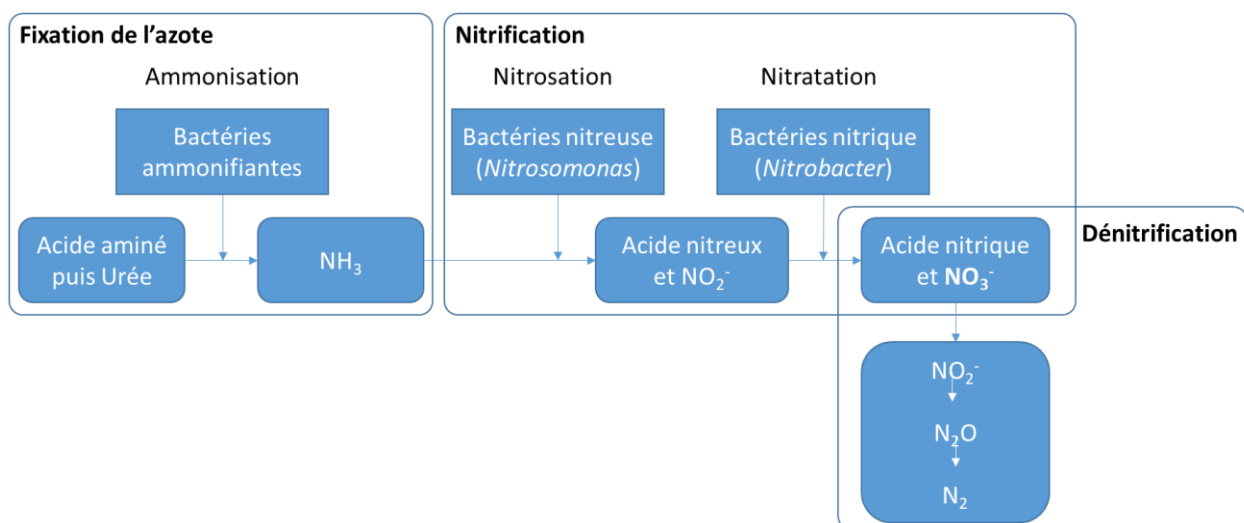 Fixation de l’azote
Ammonisation
Bactéries
ammonifiantes
Acide aminé
puis Urée
NH₃
Nitrification
Nitrosation
Bactéries nitreuse
(Nitrosomonas)
Acide nitreux
et NO₂⁻
Nitratation
Bactéries nitrique
(Nitrobacter)
Acide nitrique
et NO₃⁻
Dénitrification
NO₂⁻
N₂O
N₂